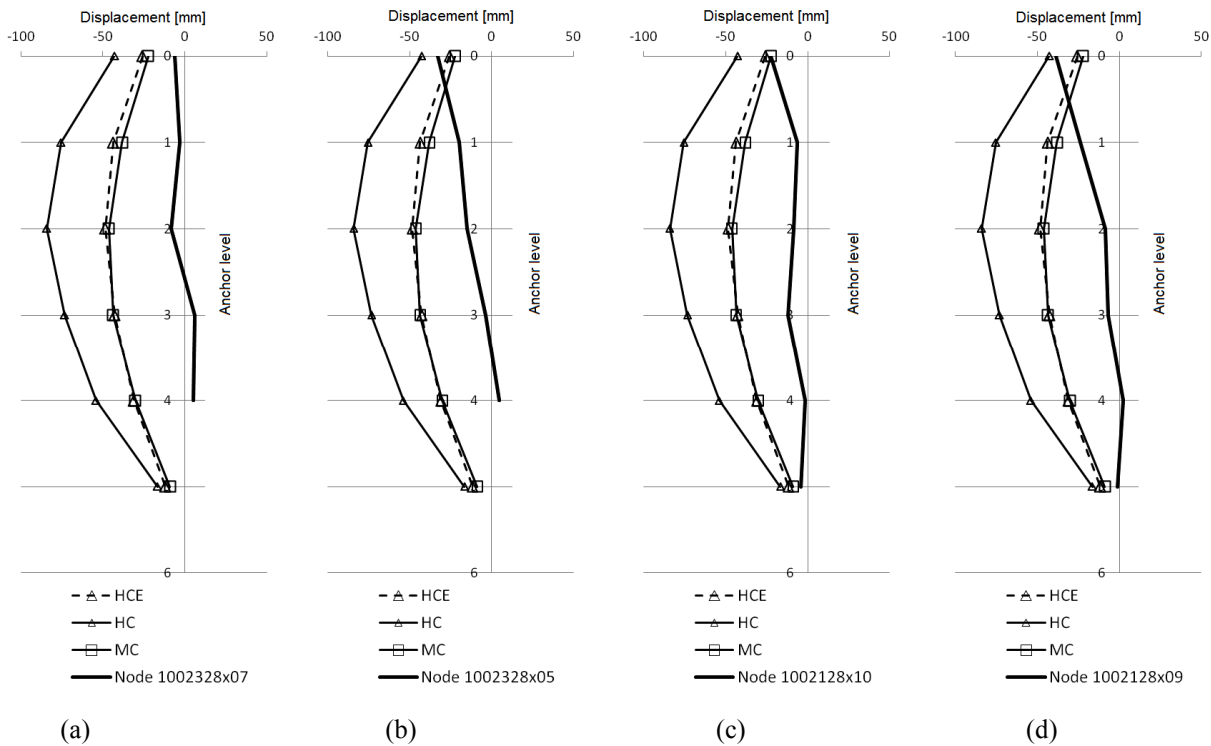 Displacement [mm]
-100 -50 0 50
0
1
2
3
4
6
Anchor level
HCE
HC
MC
Node 1002328x07
(a)
Displacement [mm]
-100 -50 0 50
0
1
2
3
4
6
Anchor level
HCE
HC
MC
Node 1002328x05
(b)
Displacement [mm]
-100 -50 0 50
0
1
2
3
4
6
Anchor level
HCE
HC
MC
Node 1002128x10
(c)
Displacement [mm]
-100 -50 0 50
0
1
2
3
4
6
Anchor level
HCE
HC
MC
Node 1002128x09
(d)